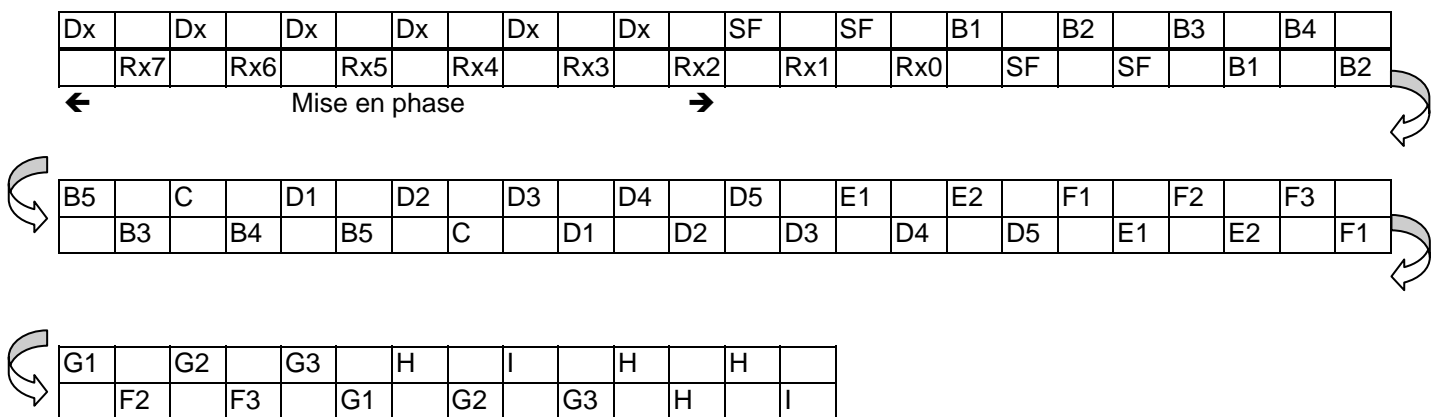 Dx Dx Dx Dx Dx Dx SF SF B1 B2 B3 B4
Rx7 Rx6 Rx5 Rx4 Rx3 Rx2 Rx1 Rx0 SF SF B1 B2
Mise en phase
B5 C D1 D2 D3 D4 D5 E1 E2 F1 F2 F3
B3 B4 B5 C D1 D2 D3 D4 D5 E1 E2 F1
G1 G2 G3 H I H H
F2 F3 G1 G2 G3 H I